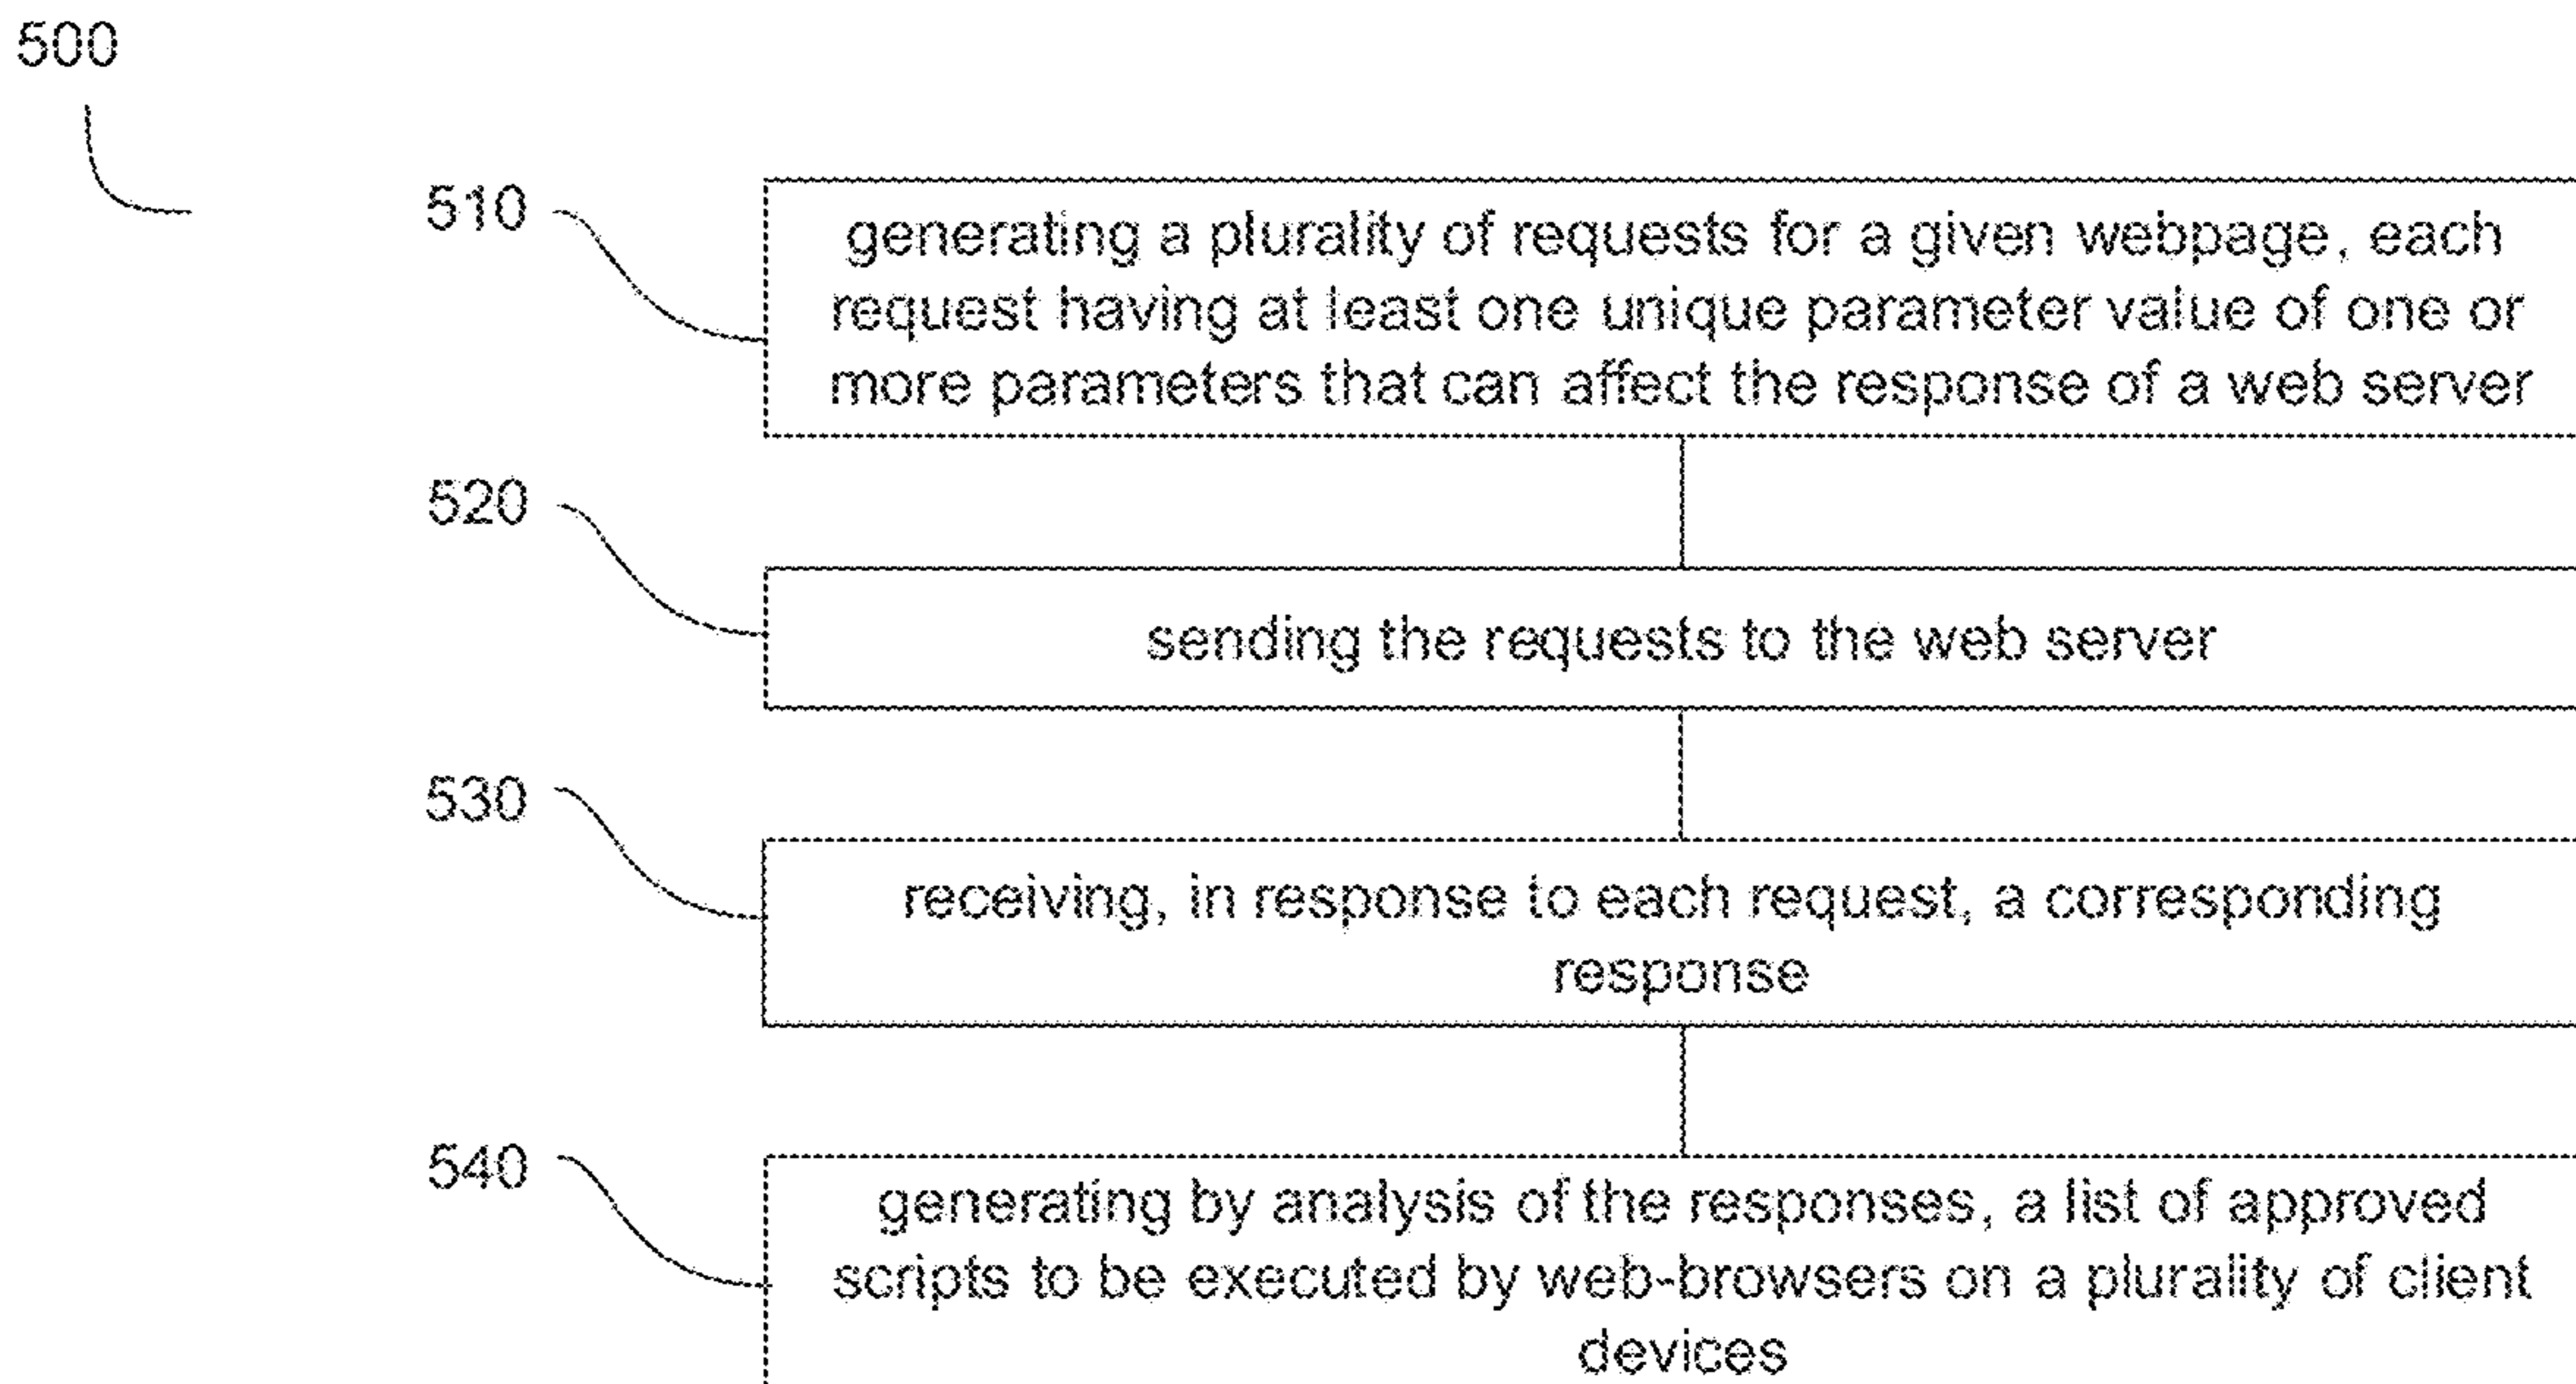 500
510
generating a plurality of requests for a given webpage, each
request having at least one unique parameter value of one or
more parameters that can affect the response of a web server
520
sending the requests to the web server
530
receiving, in response to each request, a corresponding
response
540
generating by analysis of the responses, a list of approved
scripts to be executed by web-browsers on a plurality of client
devices